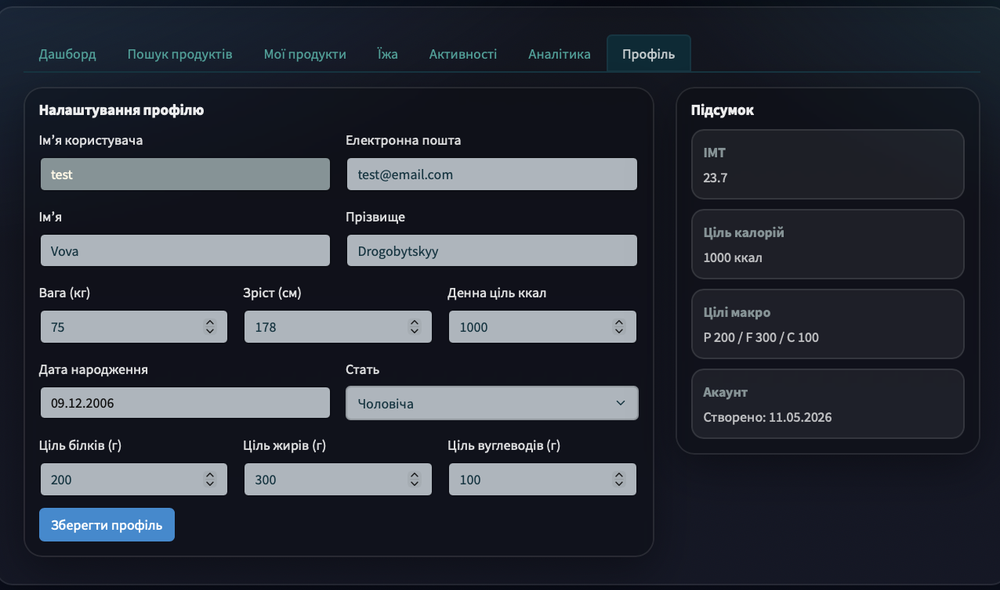 Дашборд Пошук продуктів Мої продукти Їжа Активності Аналітика Профіль
Налаштування профілю
Ім’я користувача Електронна пошта
test test@email.com
Ім’я Прізвище
Vova Drogobytskyy
Вага (кг) Зріст (см) Денна ціль ккал
75 178 1000
Дата народження Стать
09.12.2006 Чоловіча
Ціль білків (г) Ціль жирів (г) Ціль вуглеводів (г)
200 300 100
Зберегти профіль
Підсумок
ІМТ
23.7
Ціль калорій
1000 ккал
Цілі макро
P 200 / F 300 / C 100
Акаунт
Створено: 11.05.2026